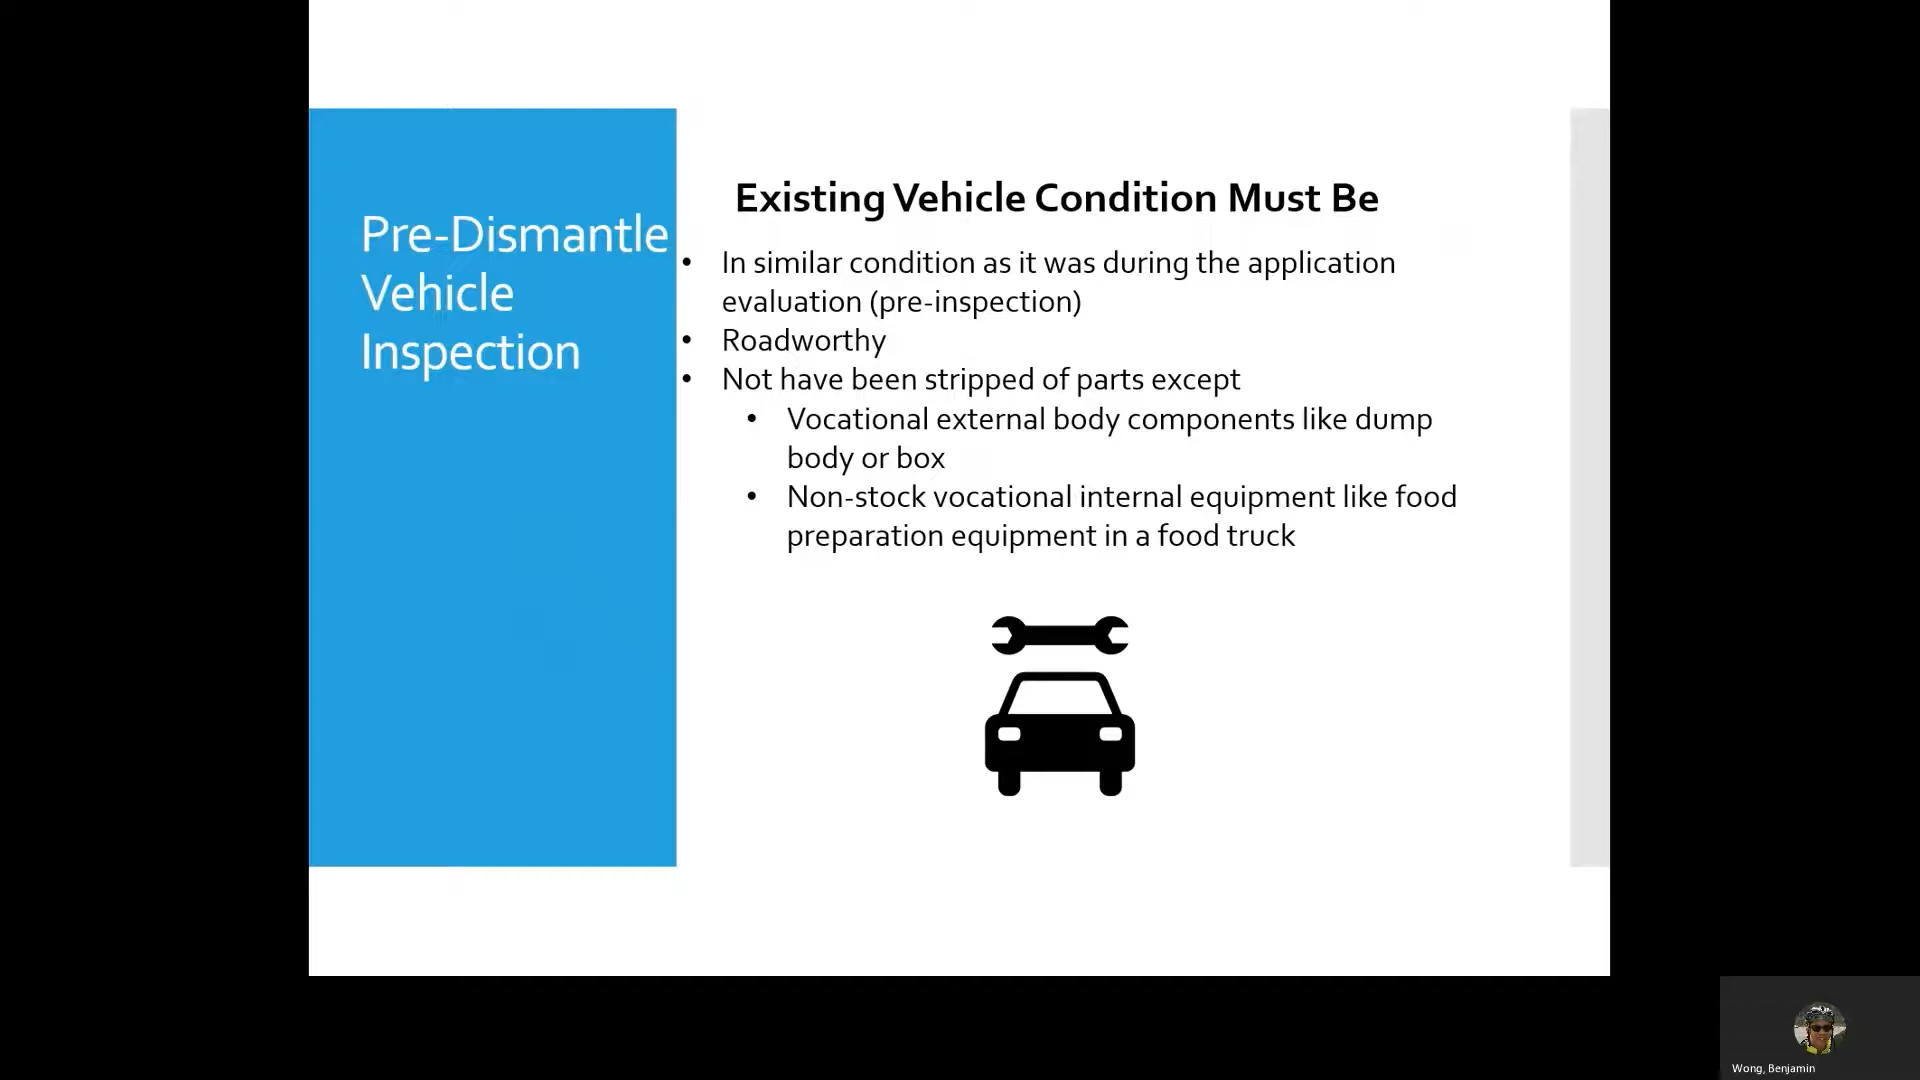 Pre-Dismantle
Vehicle
Inspection
Existing Vehicle Condition Must Be
• In similar condition as it was during the application
evaluation (pre-inspection)
• Roadworthy
• Not have been stripped of parts except
• Vocational external body components like dump
body or box
• Non-stock vocational internal equipment like food
preparation equipment in a food truck
Wong, Benjamin